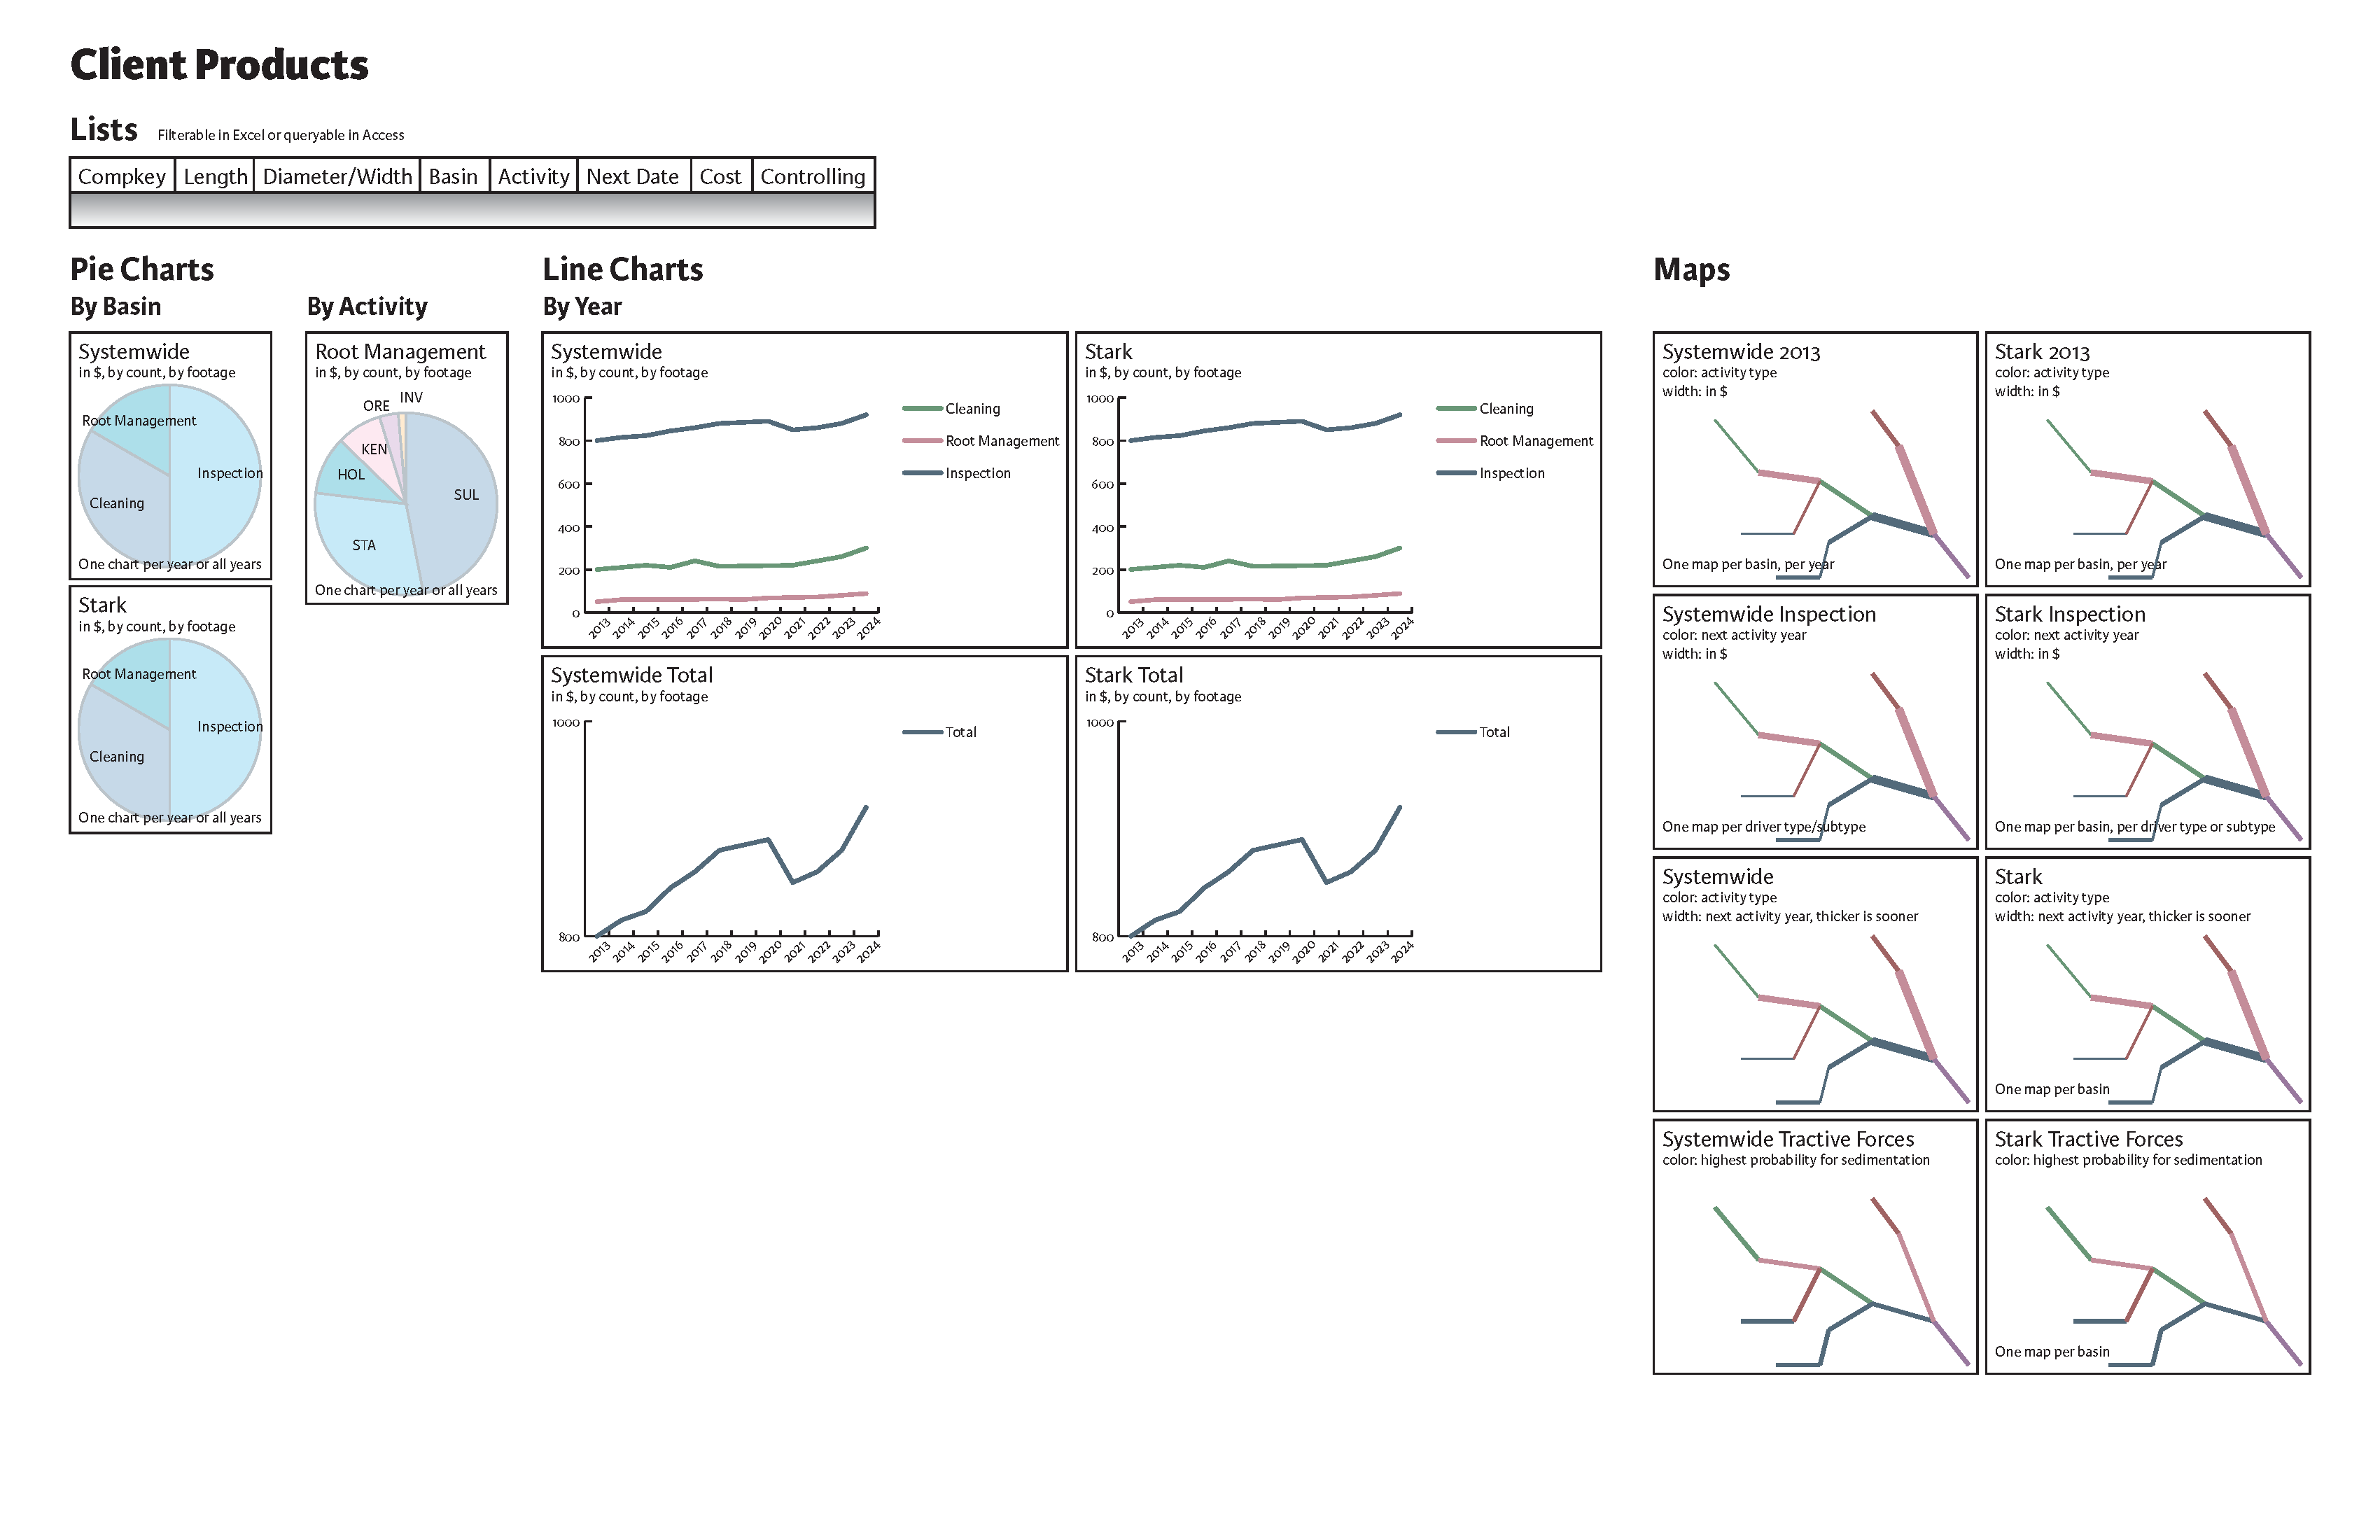 Client Products
Lists Filterable in Excel or queryable in Access
Compkey Length Diameter/Width Basin Activity Next Date Cost Controlling
Pie Charts
By Basin
Systemwide
in $, by count, by footage
Root Management
Inspection
Cleaning
One chart per year or all years
Stark
in $, by count, by footage
Root Management
Inspection
Cleaning
One chart per year or all years
By Activity
Root Management
in $, by count, by footage
INV
ORE
KEN
HOL
SUL
STA
One chart per year or all years
Line Charts
By Year
Systemwide
in $, by count, by footage
1000
800
600
400
200
0
2013 2014 2015 2016 2017 2018 2019 2020 2021 2022 2023 2024
Cleaning
Root Management
Inspection
Stark
in $, by count, by footage
1000
800
600
400
200
0
2013 2014 2015 2016 2017 2018 2019 2020 2021 2022 2023 2024
Cleaning
Root Management
Inspection
Systemwide Total
in $, by count, by footage
1000
800
2013 2014 2015 2016 2017 2018 2019 2020 2021 2022 2023 2024
Total
Stark Total
in $, by count, by footage
1000
800
2013 2014 2015 2016 2017 2018 2019 2020 2021 2022 2023 2024
Total
Maps
Systemwide 2013
color: activity type
width: in $
One map per basin, per year
Stark 2013
color: activity type
width: in $
One map per basin, per year
Systemwide Inspection
color: next activity year
width: in $
One map per driver type/subtype
Stark Inspection
color: next activity year
width: in $
One map per basin, per driver type or subtype
Systemwide
color: activity type
width: next activity year, thicker is sooner
Stark
color: activity type
width: next activity year, thicker is sooner
One map per basin
Systemwide Tractive Forces
color: highest probability for sedimentation
Stark Tractive Forces
color: highest probability for sedimentation
One map per basin